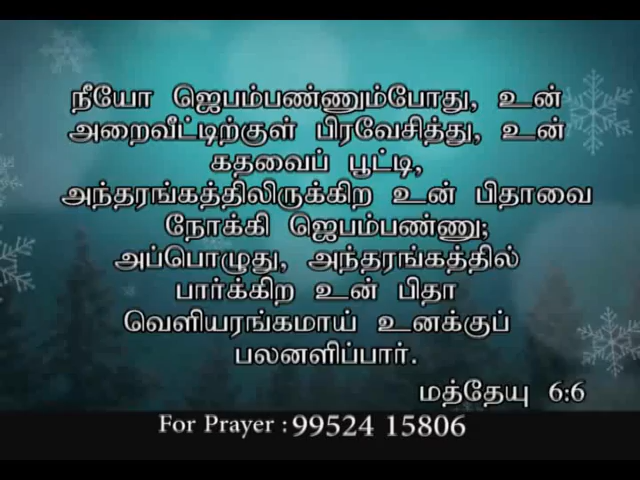 நீயோ ஜெபம்பண்ணும்போது, உன்
அறைவீட்டிற்குள் பிரவேசித்து, உன்
கதவைப் பூட்டி,
அந்தரங்கத்திலிருக்கிற உன் பிதாவை
நோக்கி ஜெபம்பண்ணு;
அப்பொழுது, அந்தரங்கத்தில்
பார்க்கிற உன் பிதா
வெளியரங்கமாய் உனக்குப்
பலனளிப்பார்.
மத்தேயு 6:6
For Prayer : 99524 15806